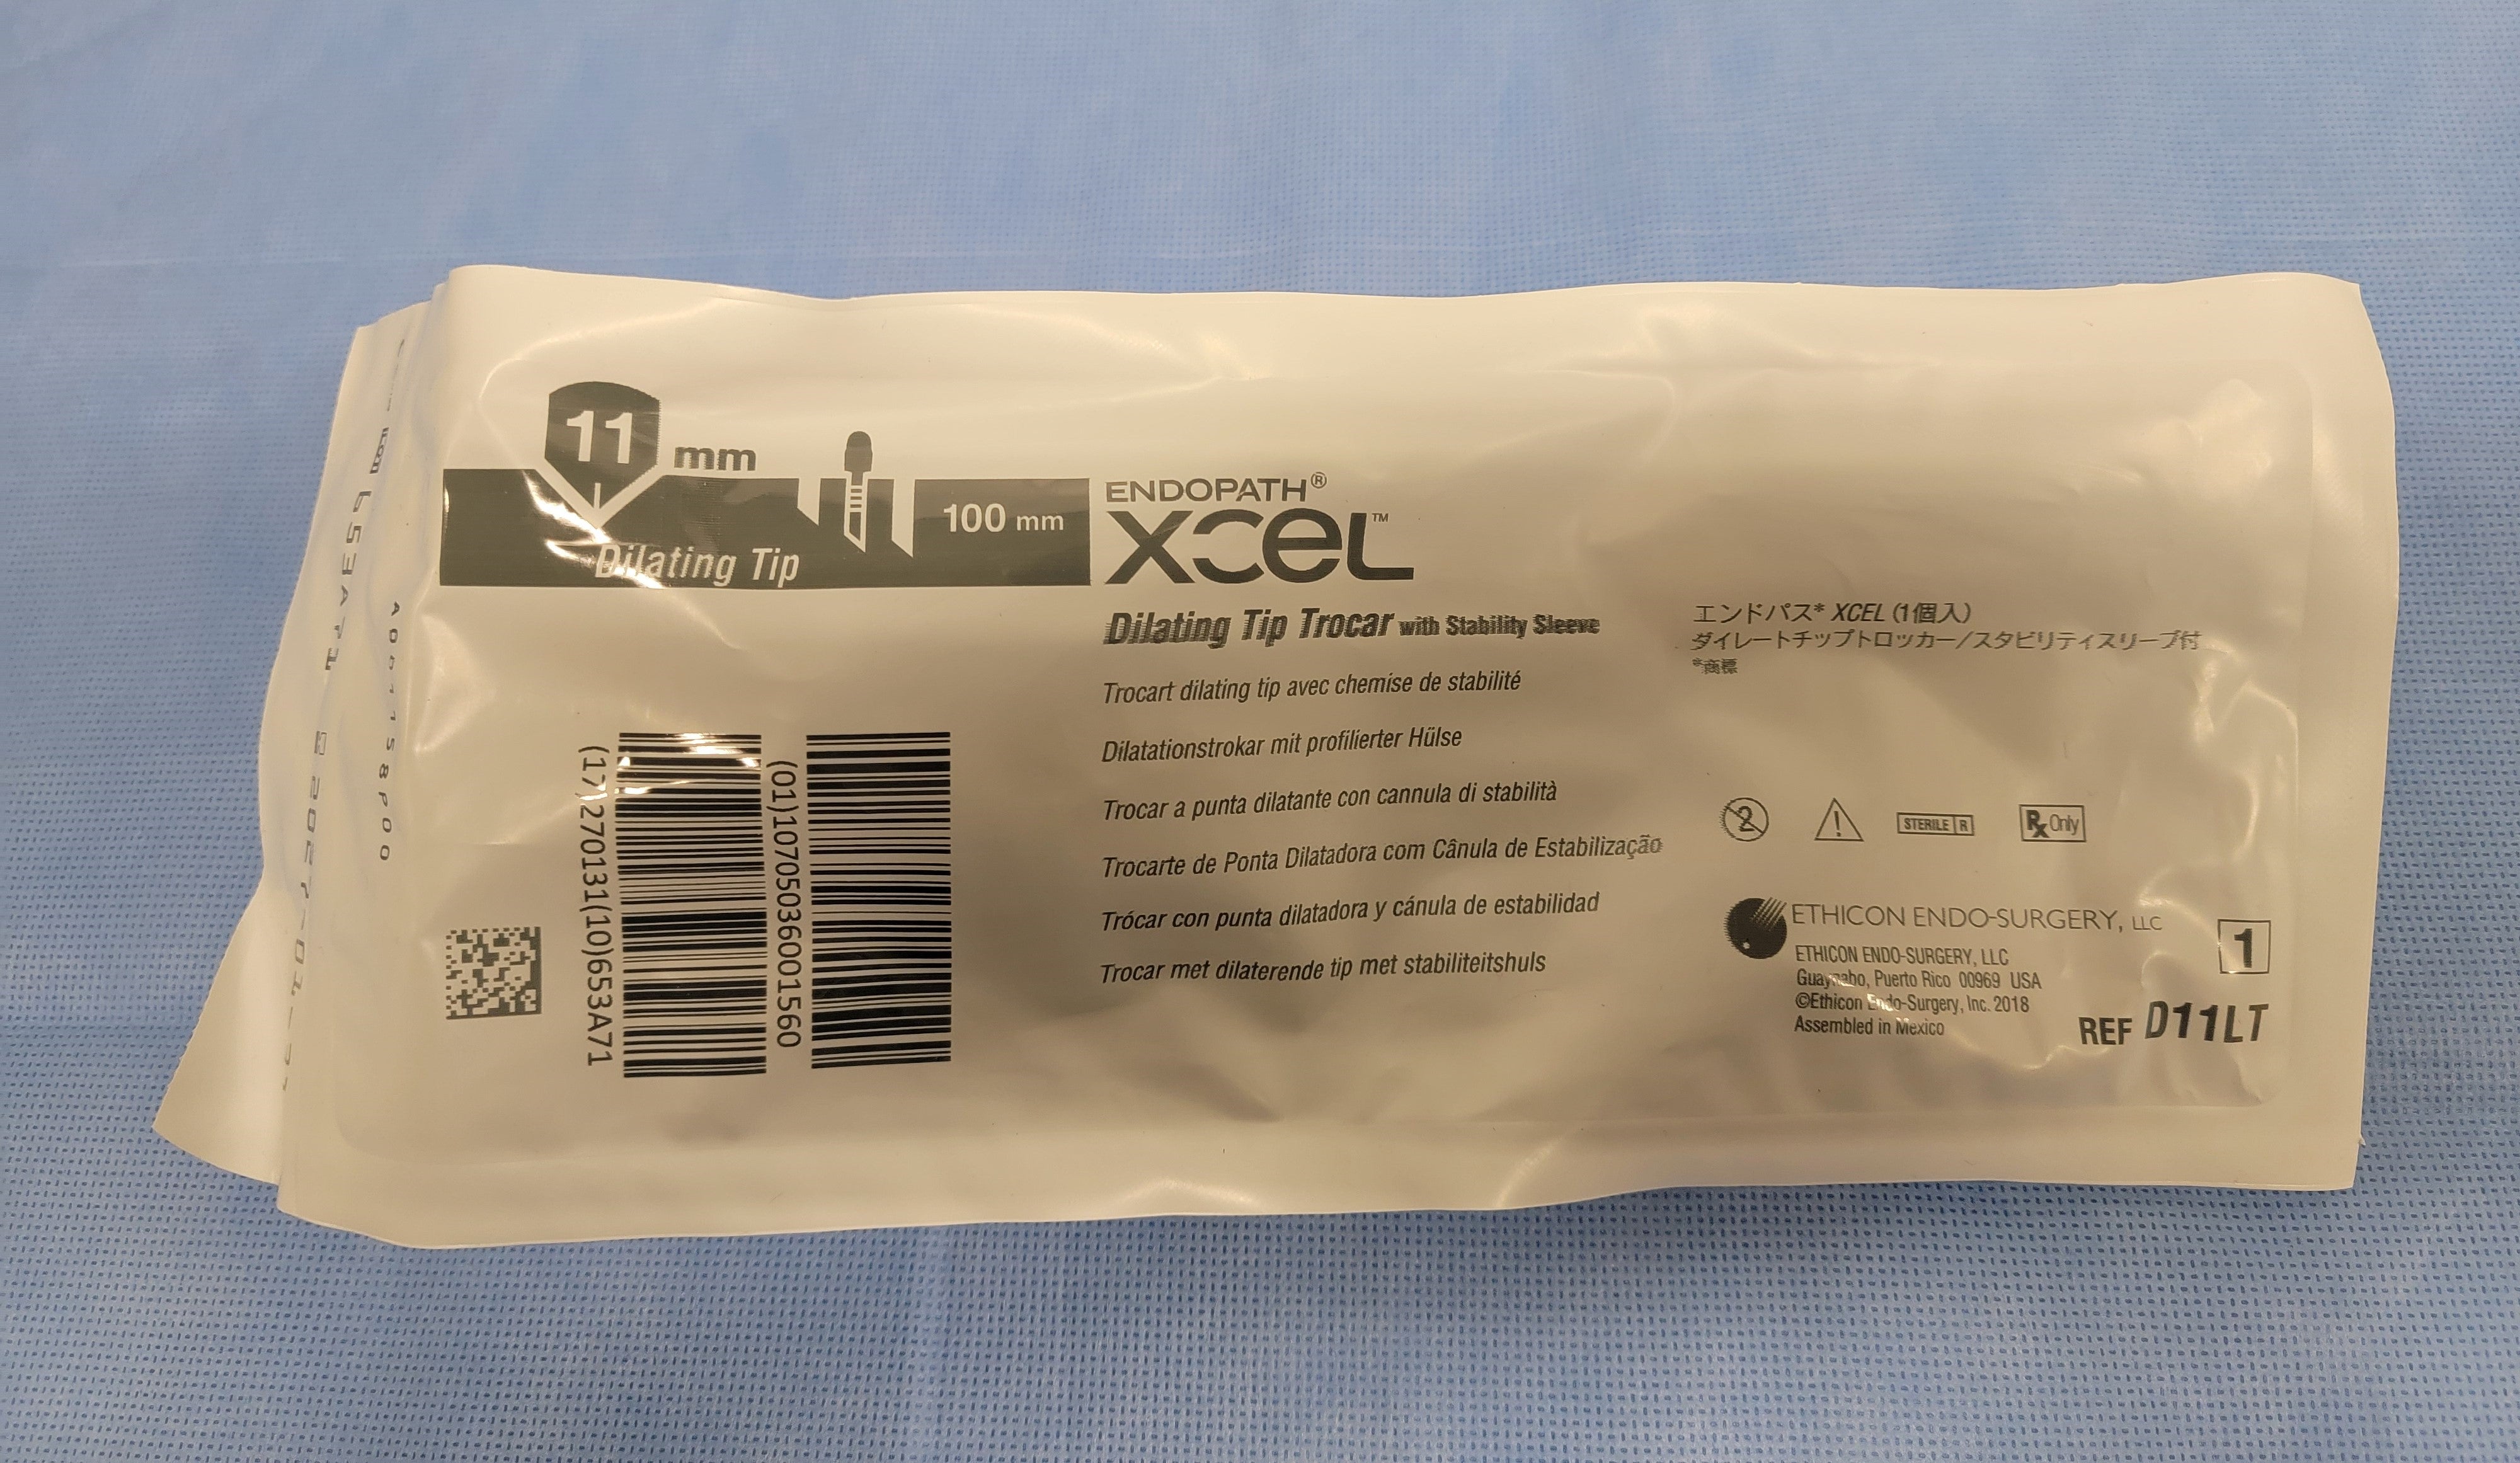 11 mm
Dilating Tip
100 mm
ENDOPATH®
XCEL™
Dilating Tip Trocar with Stability Sleeve
Trocart dilating tip avec chemise de stabilité
Dilatationstrokar mit profilierter Hülse
Trocar a punta dilatante con cannula di stabilità
Trocarte de Ponta Dilatadora com Cânula de Estabilização
Trócar con punta dilatadora y cánula de estabilidad
Trocar met dilaterende tip met stabiliteitshuls
エンドパス* XCEL (1個入)
ダイレートチップトロッカー/スタビリティスリーブ付
*商標
2
STERILE R
Rx Only
ETHICON ENDO-SURGERY, LLC
ETHICON ENDO-SURGERY, LLC
Guaynabo, Puerto Rico 00969 USA
©Ethicon Endo-Surgery, Inc. 2018
Assembled in Mexico
1
REF D11LT
(01)10705036001560
(17)270131(10)653A71
LOT 653A71
2027-01-31